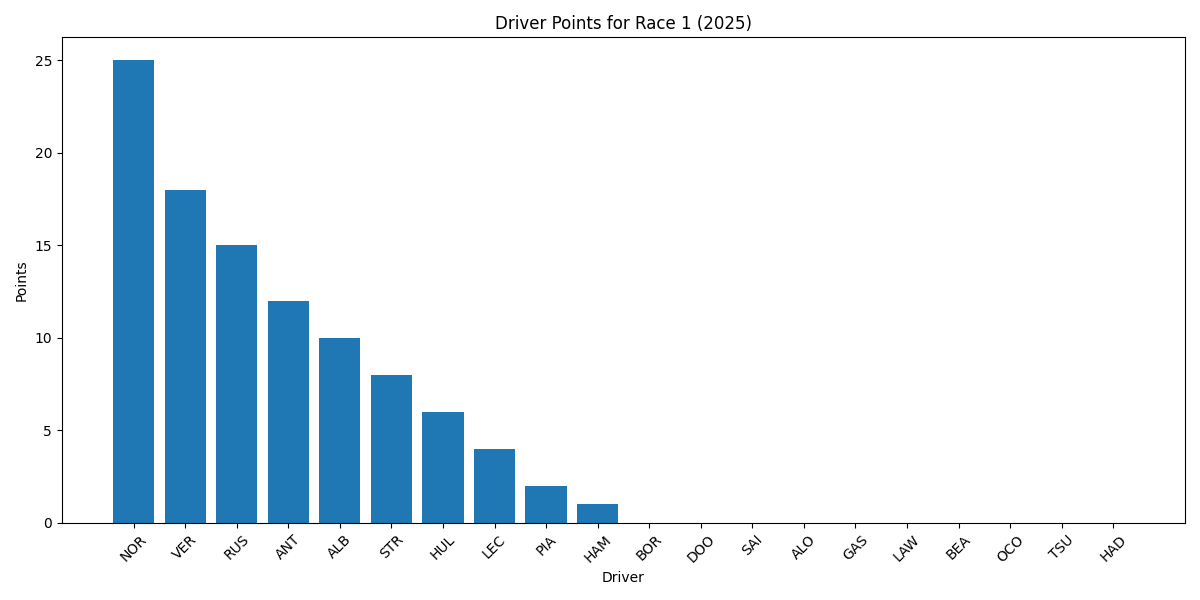 Driver Points for Race 1 (2025)
Points
25
20
15
10
5
0
NOR VER RUS ANT ALB STR HUL LEC PIA HAM BOR DOO SAI ALO GAS LAW BEA OCO TSU HAD
Driver